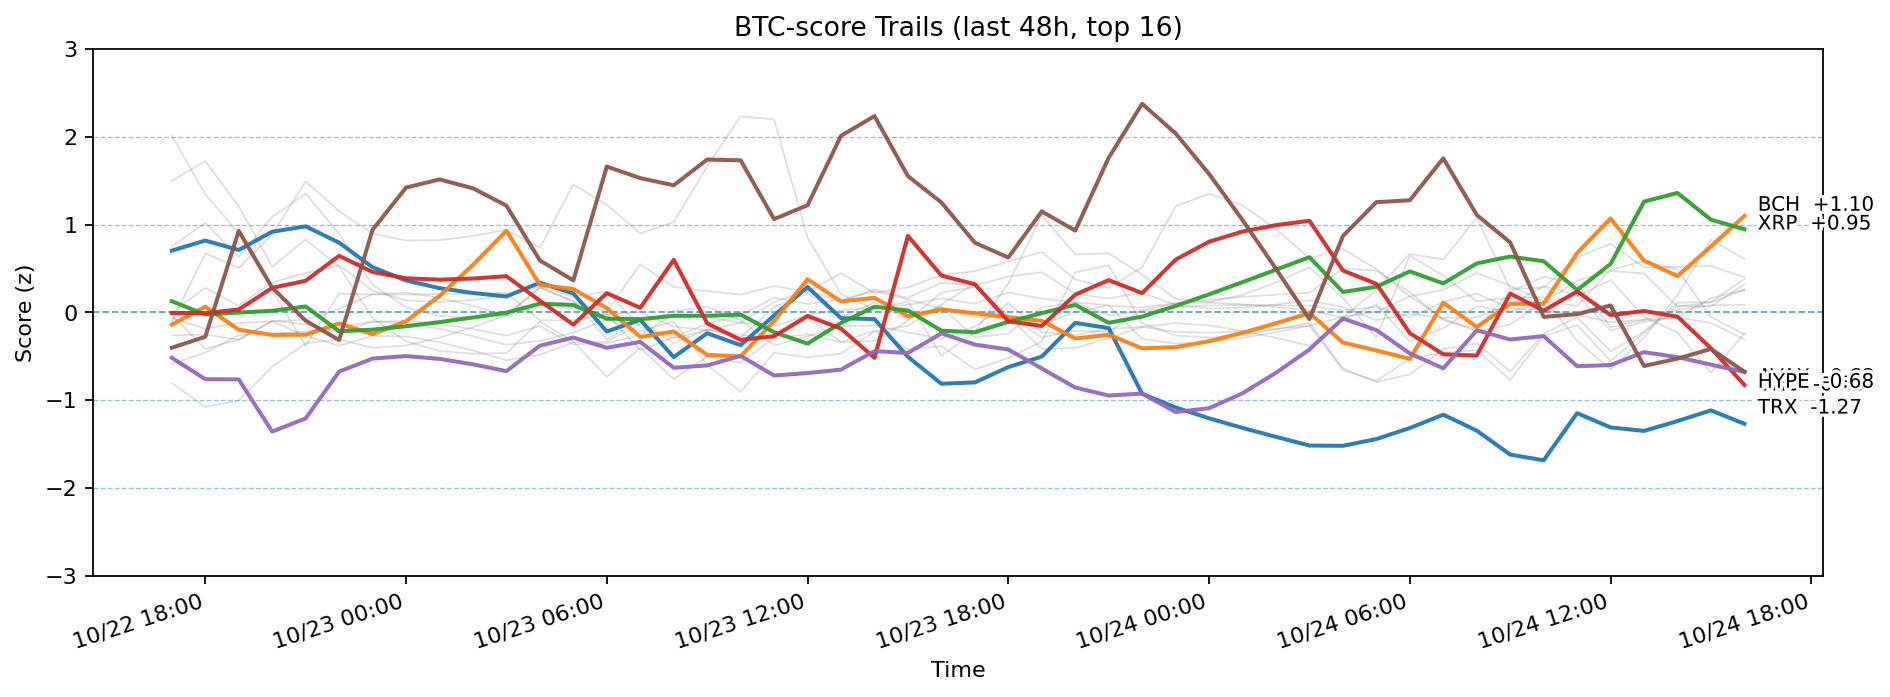 BTC-score Trails (last 48h, top 16)
Score (z)
3
2
1
0
−1
−2
−3
BCH +1.10
XRP +0.95
HYPE -0.68
TRX -1.27
10/22 18:00
10/23 00:00
10/23 06:00
10/23 12:00
10/23 18:00
10/24 00:00
10/24 06:00
10/24 12:00
10/24 18:00
Time